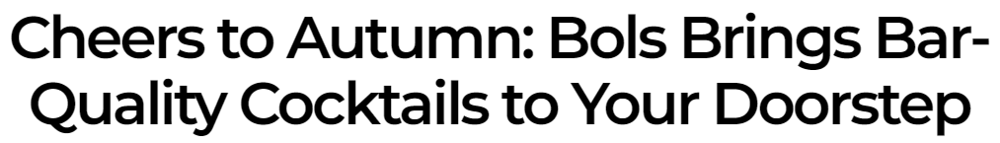 Cheers to Autumn: Bols Brings Bar-
Quality Cocktails to Your Doorstep